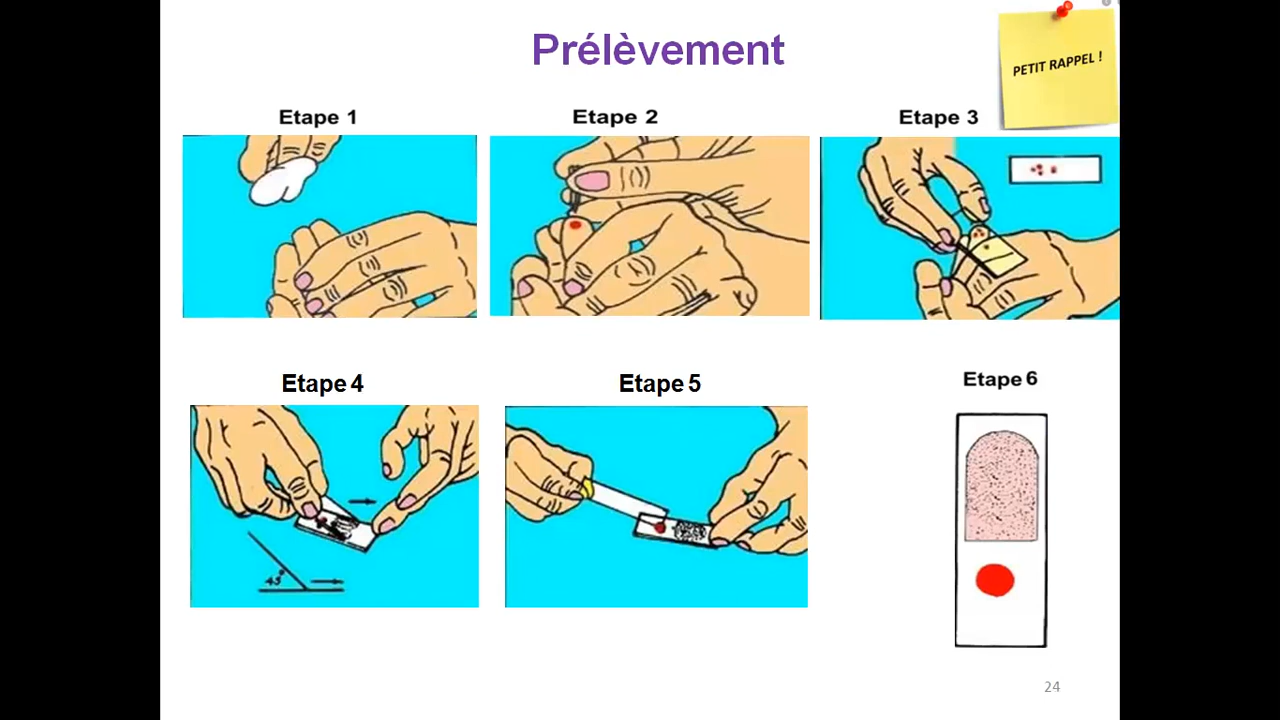 Prélèvement
PETIT RAPPEL !
Etape 1
Etape 2
Etape 3
Etape 4
Etape 5
Etape 6
45°
24